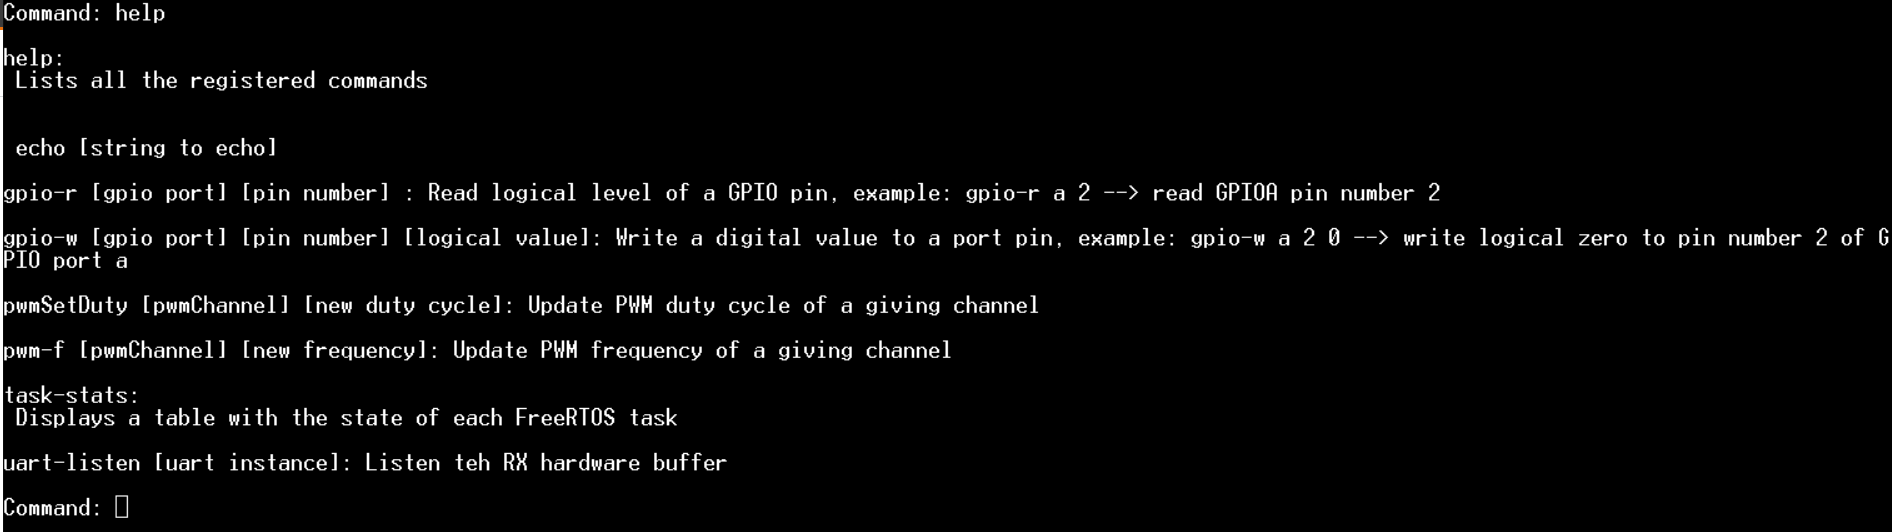 Command: help
help:
Lists all the registered commands
echo [string to echo]
gpio-r [gpio port] [pin number] : Read logical level of a GPIO pin, example: gpio-r a 2 --> read GPIOA pin number 2
gpio-w [gpio port] [pin number] [logical value]: Write a digital value to a port pin, example: gpio-w a 2 0 --> write logical zero to pin number 2 of G
PIO port a
pwmSetDuty [pwmChannel] [new duty cycle]: Update PWM duty cycle of a giving channel
pwm-f [pwmChannel] [new frequency]: Update PWM frequency of a giving channel
task-stats:
Displays a table with the state of each FreeRTOS task
uart-listen [uart instance]: Listen teh RX hardware buffer
Command: